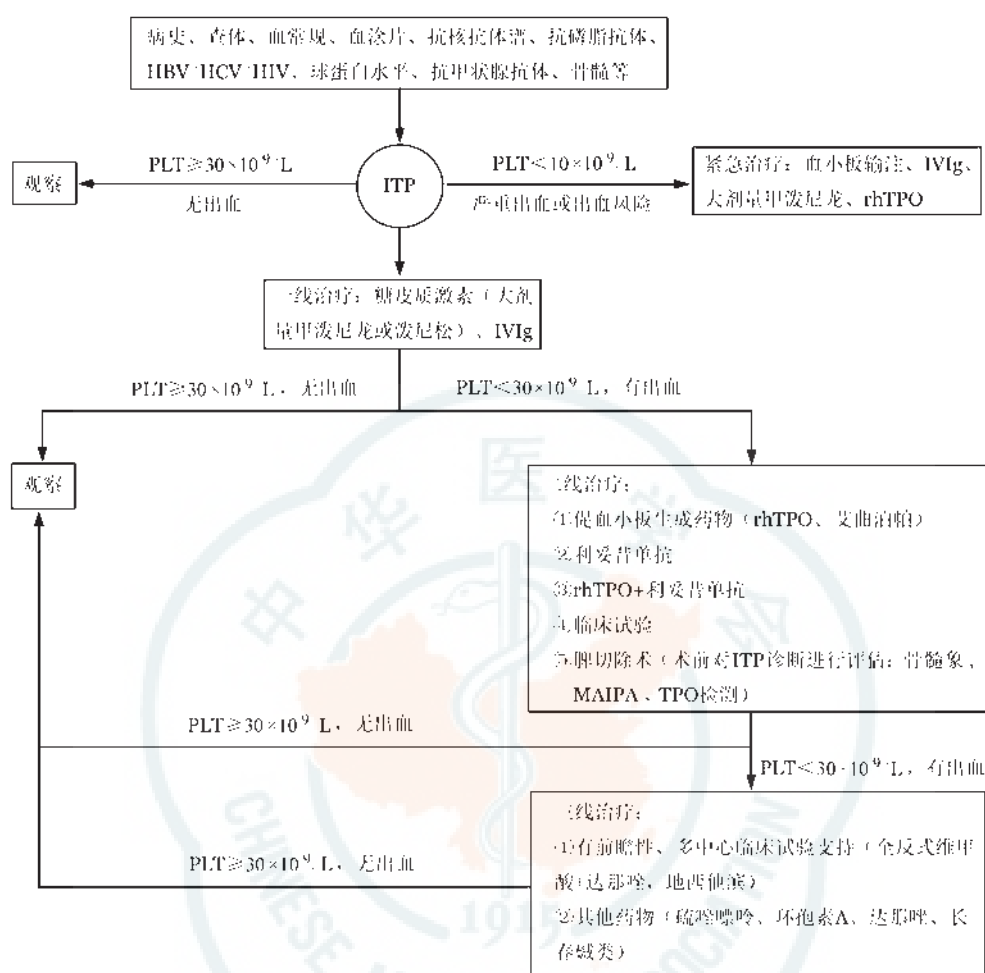 病史、查体、血常规、血涂片、抗核抗体谱、抗磷脂抗体、
HBV/HCV/HIV、球蛋白水平、抗甲状腺抗体、骨髓等
PLT≥30×10⁹/L
PLT<10×10⁹/L
观察
ITP
紧急治疗：血小板输注、IVIg、
大剂量甲泼尼龙、rhTPO
无出血
严重出血或出血风险
一线治疗：糖皮质激素（大剂
量甲泼尼龙或泼尼松）、IVIg
PLT≥30×10⁹/L，无出血
PLT<30×10⁹/L，有出血
观察
二线治疗：
⑴促血小板生成药物（rhTPO、艾曲泊帕）
⑵利妥昔单抗
⑶rhTPO+利妥昔单抗
⑷临床试验
⑸脾切除术（术前对ITP诊断进行评估：骨髓象、
MAIPA、TPO检测）
PLT≥30×10⁹/L，无出血
PLT<30×10⁹/L，有出血
三线治疗：
⑴有前瞻性、多中心临床试验支持（全反式维甲
酸+达那唑，地西他滨）
⑵其他药物（硫唑嘌呤、环孢素A、达那唑、长
春碱类）
PLT≥30×10⁹/L，无出血
中华医学会
CHINESE MEDICAL ASSOCIATION
1915